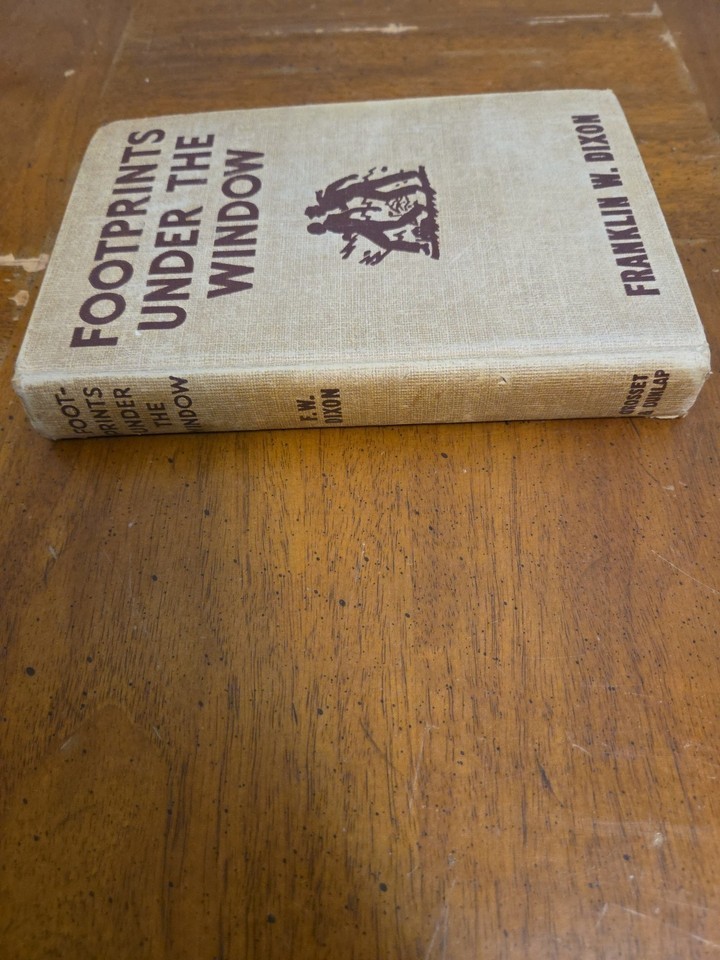 FOOTPRINTS
UNDER THE
WINDOW
FRANKLIN W. DIXON
FOOT-
PRINTS
UNDER
THE
WINDOW
F.W.
DIXON
GROSSET
& DUNLAP